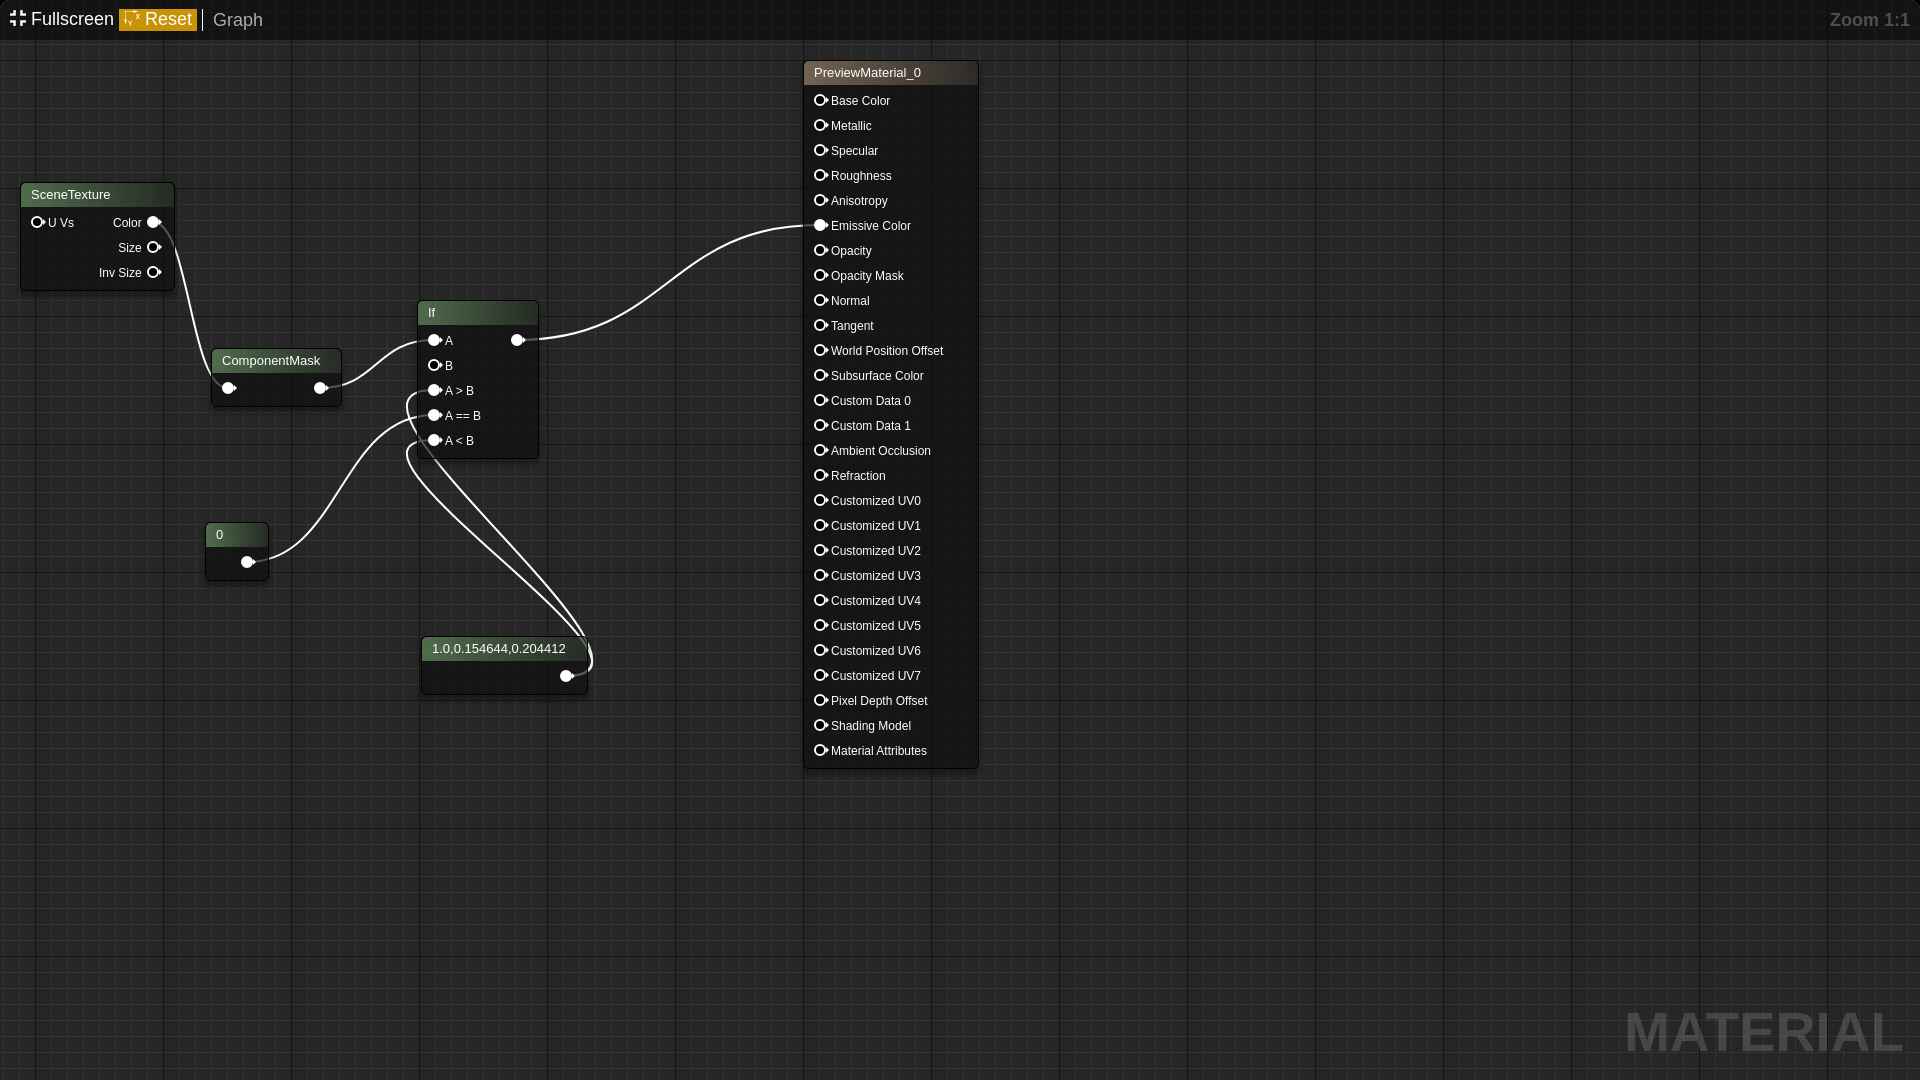 Fullscreen Reset Graph Zoom 1:1
PreviewMaterial_0
Base Color
Metallic
Specular
Roughness
Anisotropy
Emissive Color
Opacity
Opacity Mask
Normal
Tangent
World Position Offset
Subsurface Color
Custom Data 0
Custom Data 1
Ambient Occlusion
Refraction
Customized UV0
Customized UV1
Customized UV2
Customized UV3
Customized UV4
Customized UV5
Customized UV6
Customized UV7
Pixel Depth Offset
Shading Model
Material Attributes
SceneTexture
U Vs Color
Size
Inv Size
ComponentMask
If
A
B
A > B
A == B
A < B
0
1.0,0.154644,0.204412
MATERIAL